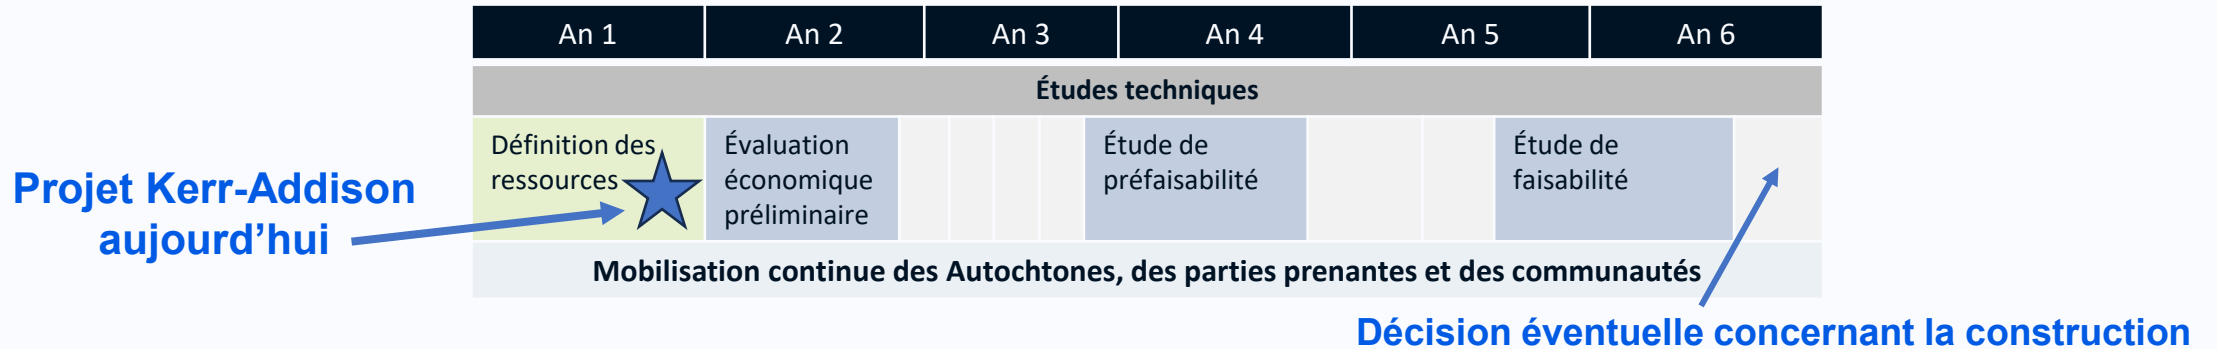 An 1
An 2
An 3
An 4
An 5
An 6
Études techniques
Définition des
ressources
Évaluation
économique
préliminaire
Étude de
préfaisabilité
Étude de
faisabilité
Projet Kerr-Addison
aujourd’hui
Mobilisation continue des Autochtones, des parties prenantes et des communautés
Décision éventuelle concernant la construction